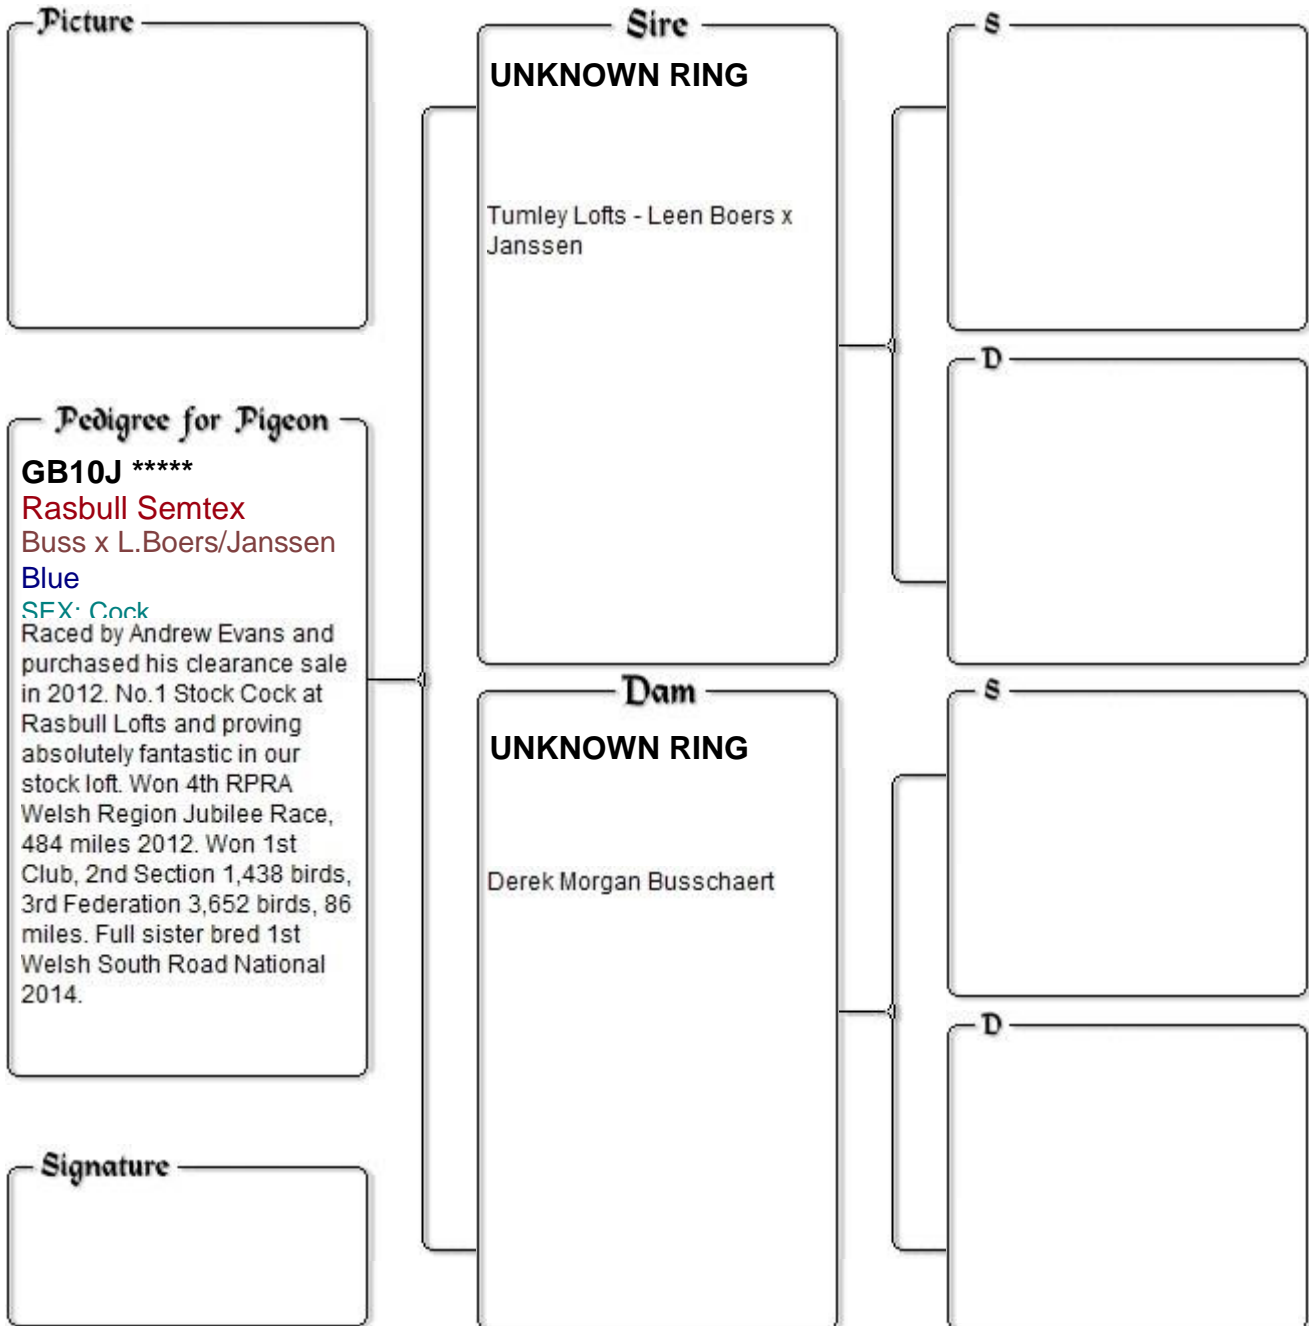 Picture
Pedigree for Pigeon
GB10J *****
Rasbull Semtex
Buss x L.Boers/Janssen
Blue
SEX: Cock
Raced by Andrew Evans and
purchased his clearance sale
in 2012. No.1 Stock Cock at
Rasbull Lofts and proving
absolutely fantastic in our
stock loft. Won 4th RPRA
Welsh Region Jubilee Race,
484 miles 2012. Won 1st
Club, 2nd Section 1,438 birds,
3rd Federation 3,652 birds, 86
miles. Full sister bred 1st
Welsh South Road National
2014.
Signature
Sire
UNKNOWN RING
Tumley Lofts - Leen Boers x
Janssen
Dam
UNKNOWN RING
Derek Morgan Busschaert
S
D
S
D